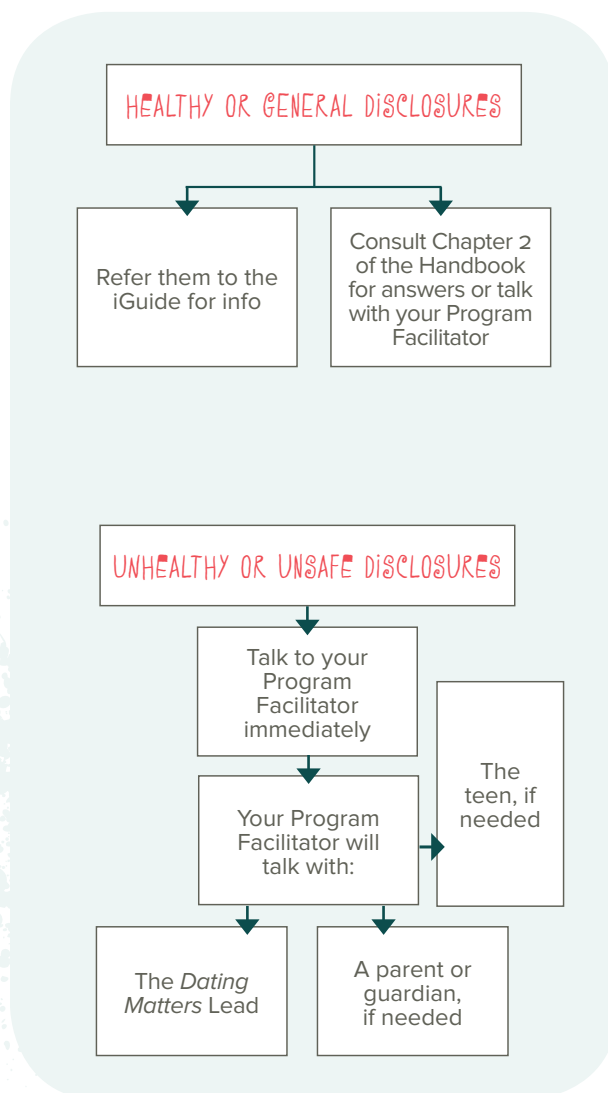 HEALTHY OR GENERAL DISCLOSURES
Refer them to the
iGuide for info
Consult Chapter 2
of the Handbook
for answers or talk
with your Program
Facilitator
UNHEALTHY OR UNSAFE DISCLOSURES
Talk to your
Program
Facilitator
immediately
Your Program
Facilitator will
talk with:
The
teen, if
needed
The Dating
Matters Lead
A parent or
guardian,
if needed